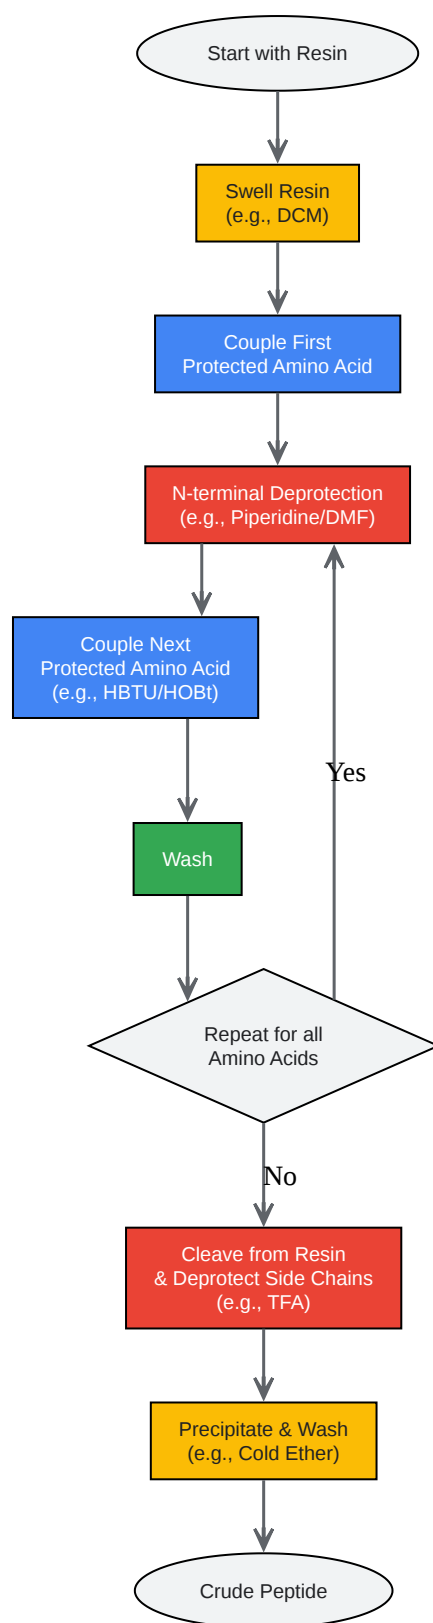 Start with Resin
Swell Resin
(e.g., DCM)
Couple First
Protected Amino Acid
N-terminal Deprotection
(e.g., Piperidine/DMF)
Couple Next
Protected Amino Acid
(e.g., HBTU/HOBt)
Yes
Wash
Repeat for all
Amino Acids
No
Cleave from Resin
& Deprotect Side Chains
(e.g., TFA)
Precipitate & Wash
(e.g., Cold Ether)
Crude Peptide